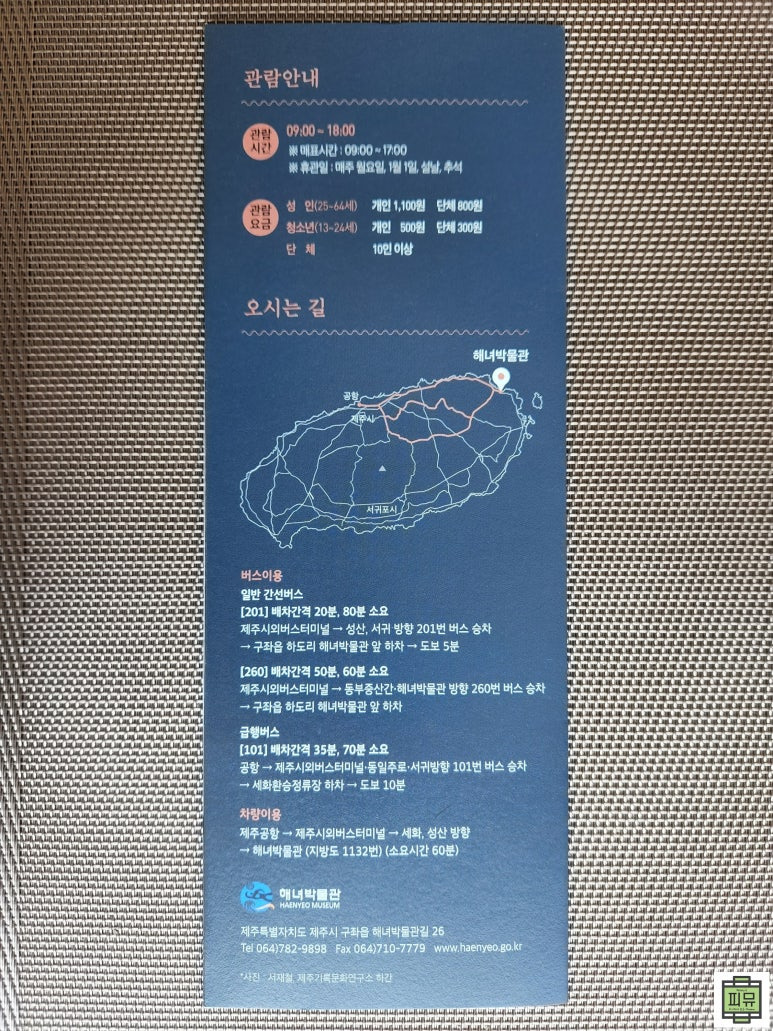 관람안내
관람
시간
09:00 ~ 18:00
※ 매표시간 : 09:00 ~ 17:00
※ 휴관일 : 매주 월요일, 1월 1일, 설날, 추석
관람
요금
성 인(25~64세) 개인 1,100원 단체 800원
청소년(13~24세) 개인 500원 단체 300원
단 체 10인 이상
오시는 길
해녀박물관
공항
제주시
서귀포시
버스이용
일반 간선버스
[201] 배차간격 20분, 80분 소요
제주시외버스터미널 → 성산, 서귀 방향 201번 버스 승차
→ 구좌읍 하도리 해녀박물관 앞 하차 → 도보 5분
[260] 배차간격 50분, 60분 소요
제주시외버스터미널 → 동부중산간·해녀박물관 방향 260번 버스 승차
→ 구좌읍 하도리 해녀박물관 앞 하차
급행버스
[101] 배차간격 35분, 70분 소요
공항 → 제주시외버스터미널·동일주로·서귀방향 101번 버스 승차
→ 세화환승정류장 하차 → 도보 10분
차량이용
제주공항 → 제주시외버스터미널 → 세화, 성산 방향
→ 해녀박물관 (지방도 1132번) (소요시간 60분)
해녀박물관
HAENYEO MUSEUM
제주특별자치도 제주시 구좌읍 해녀박물관길 26
Tel 064)782-9898 Fax 064)710-7779 www.haenyeo.go.kr
*사진 : 서재철, 제주기록문화연구소 하간
피뮤